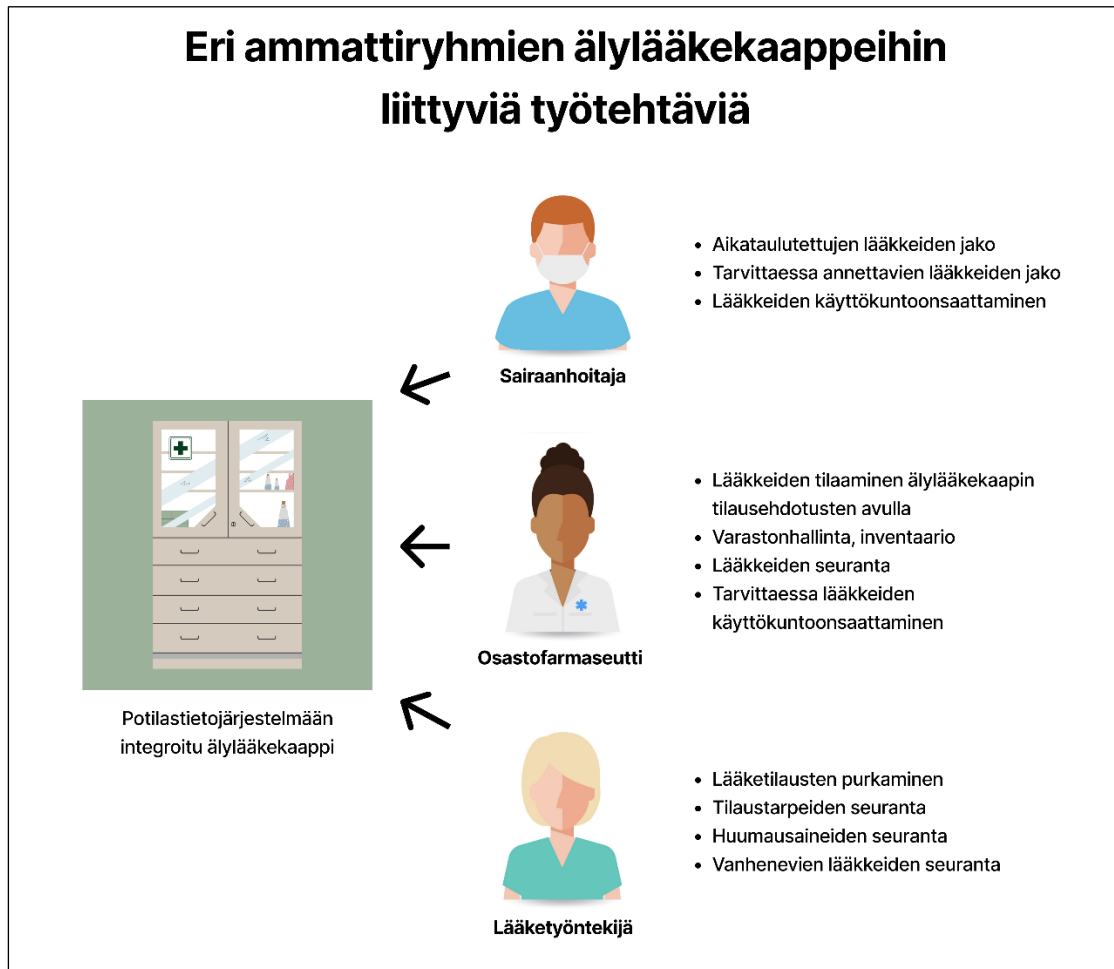 Eri ammattiryhmien älylääkekaappeihin
liittyviä työtehtäviä
• Aikataulutettujen lääkkeiden jako
• Tarvittaessa annettavien lääkkeiden jako
• Lääkkeiden käyttökuntoonsaattaminen
Sairaanhoitaja
• Lääkkeiden tilaaminen älylääkekaapin
tilausehdotusten avulla
• Varastonhallinta, inventaario
• Lääkkeiden seuranta
• Tarvittaessa lääkkeiden
käyttökuntoonsaattaminen
Osastofarmaseutti
Potilastietojärjestelmään
integroitu älylääkekaappi
• Lääketilausten purkaminen
• Tilaustarpeiden seuranta
• Huumausaineiden seuranta
• Vanhenevien lääkkeiden seuranta
Lääketyöntekijä